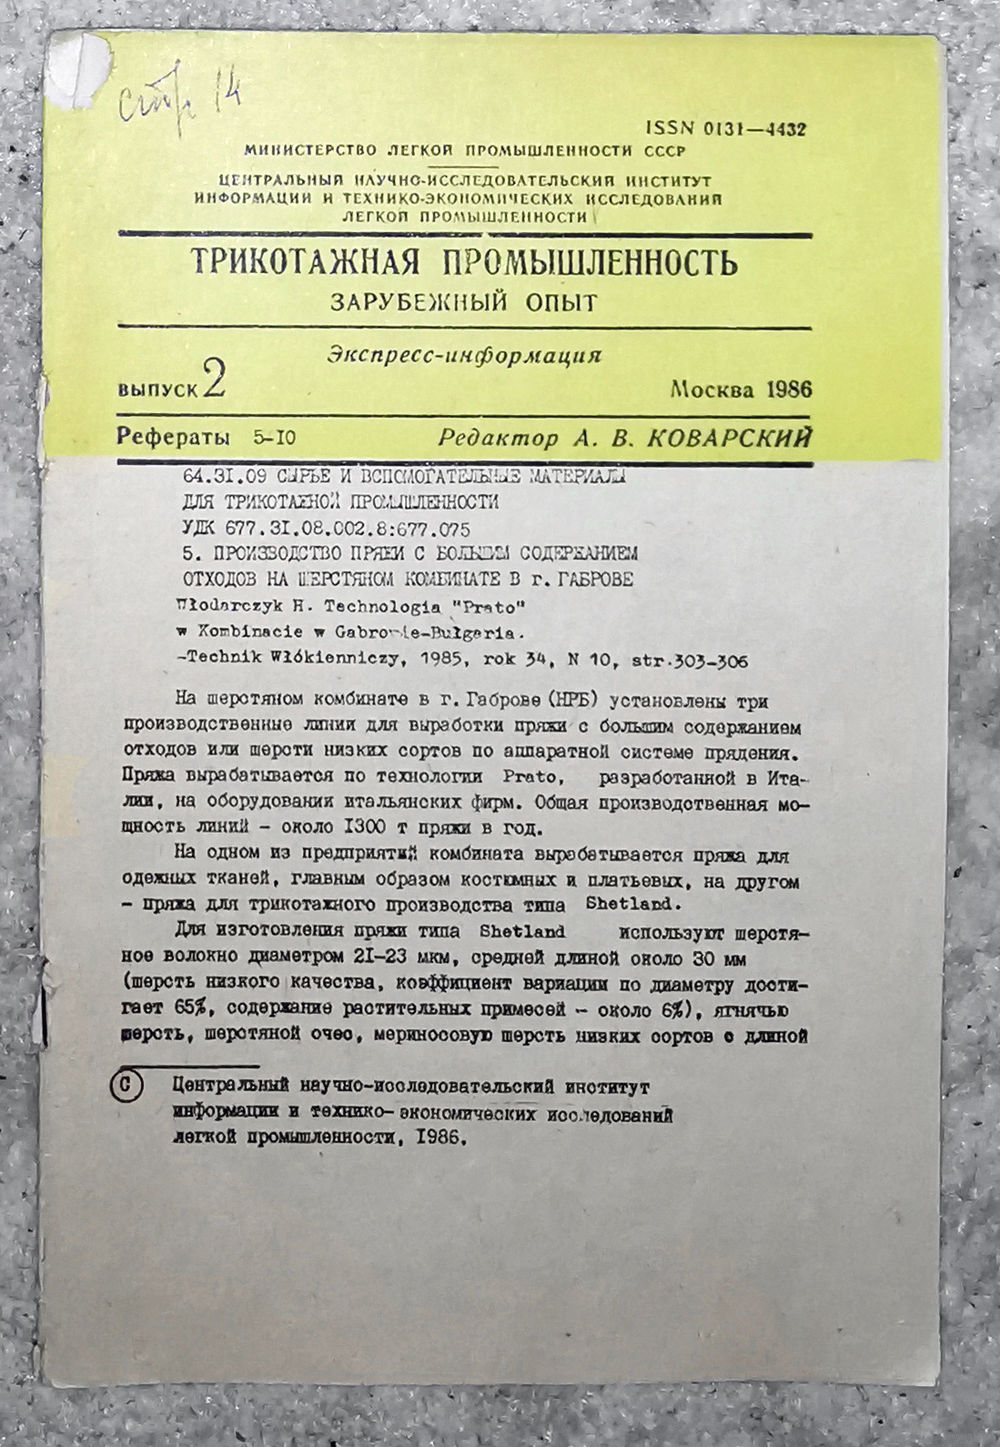 стр 14
ISSN 0131—4432
МИНИСТЕРСТВО ЛЕГКОЙ ПРОМЫШЛЕННОСТИ СССР
ЦЕНТРАЛЬНЫЙ НАУЧНО-ИССЛЕДОВАТЕЛЬСКИЙ ИНСТИТУТ
ИНФОРМАЦИИ И ТЕХНИКО-ЭКОНОМИЧЕСКИХ ИССЛЕДОВАНИЙ
ЛЕГКОЙ ПРОМЫШЛЕННОСТИ
ТРИКОТАЖНАЯ ПРОМЫШЛЕННОСТЬ
ЗАРУБЕЖНЫЙ ОПЫТ
Экспресс-информация
ВЫПУСК 2 Москва 1986
Рефераты 5-10 Редактор А. В. КОВАРСКИЙ
64.31.09 СЫРЬЕ И ВСПОМОГАТЕЛЬНЫЕ МАТЕРИАЛЫ
ДЛЯ ТРИКОТАЖНОЙ ПРОМЫШЛЕННОСТИ
УДК 677.31.08.002.8:677.075
5. ПРОИЗВОДСТВО ПРЯЖИ С БОЛЬШИМ СОДЕРЖАНИЕМ
ОТХОДОВ НА ШЕРСТЯНОМ КОМБИНАТЕ В г. ГАБРОВЕ
Włodarczyk H. Technologia "Prato"
w Kombinacie w Gabrowie-Bułgaria.
-Technik Włókienniczy, 1985, rok 34, N 10, str.303-306
На шерстяном комбинате в г. Габрове (НРБ) установлены три
производственные линии для выработки пряжи с большим содержанием
отходов или шерсти низких сортов по аппаратной системе прядения.
Пряжа вырабатывается по технологии Prato, разработанной в Ита-
лии, на оборудовании итальянских фирм. Общая производственная мо-
щность линий - около 1300 т пряжи в год.
На одном из предприятий комбината вырабатывается пряжа для
одежных тканей, главным образом костюмных и платьевых, на другом
- пряжа для трикотажного производства типа Shetland.
Для изготовления пряжи типа Shetland используют шерстя-
ное волокно диаметром 21-23 мкм, средней длиной около 30 мм
(шерсть низкого качества, коэффициент вариации по диаметру дости-
гает 65%, содержание растительных примесей - около 6%), ягнячью
шерсть, шерстяной очес, мериносовую шерсть низких сортов с длиной
© Центральный научно-исследовательский институт
информации и технико-экономических исследований
легкой промышленности, 1986.